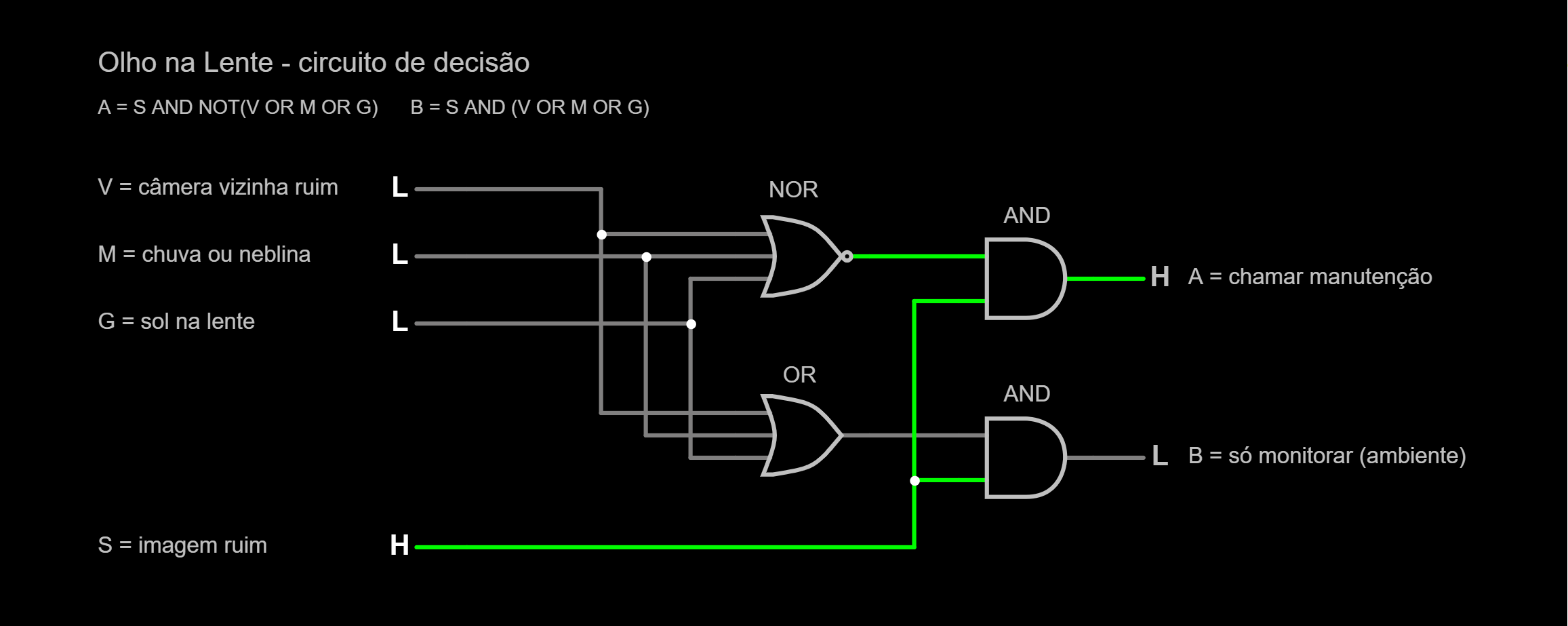 Olho na Lente - circuito de decisão
A = S AND NOT(V OR M OR G) B = S AND (V OR M OR G)
V = câmera vizinha ruim L
NOR
AND
M = chuva ou neblina L
H A = chamar manutenção
G = sol na lente L
OR
AND
L B = só monitorar (ambiente)
S = imagem ruim H